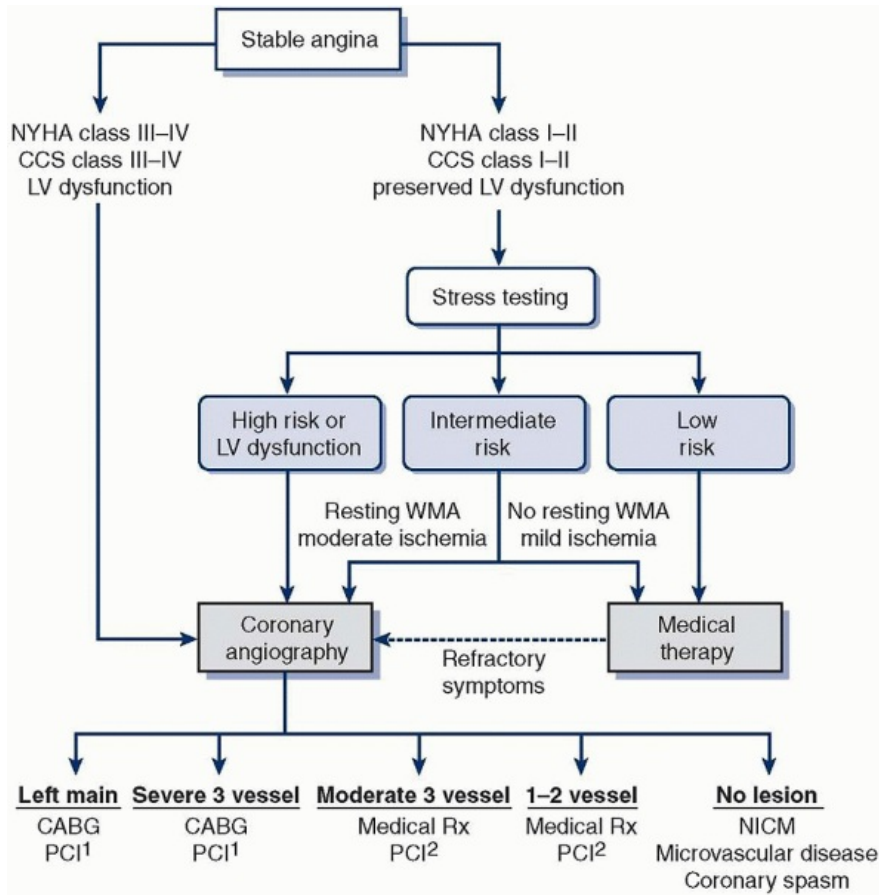 Stable angina
NYHA class III–IV
CCS class III–IV
LV dysfunction
NYHA class I–II
CCS class I–II
preserved LV dysfunction
Stress testing
High risk or
LV dysfunction
Intermediate
risk
Low
risk
Resting WMA
moderate ischemia
No resting WMA
mild ischemia
Coronary
angiography
Refractory
symptoms
Medical
therapy
Left main
CABG
PCI¹
Severe 3 vessel
CABG
PCI¹
Moderate 3 vessel
Medical Rx
PCI²
1–2 vessel
Medical Rx
PCI²
No lesion
NICM
Microvascular disease
Coronary spasm